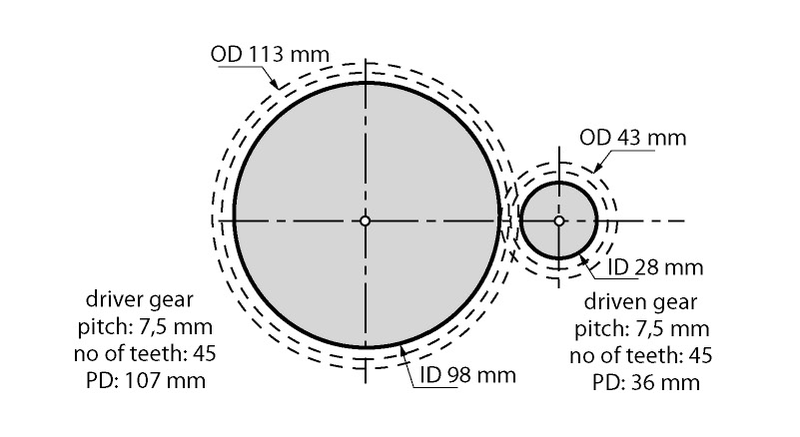 OD 113 mm
OD 43 mm
ID 28 mm
driver gear
pitch: 7,5 mm
no of teeth: 45
PD: 107 mm
driven gear
pitch: 7,5 mm
no of teeth: 45
PD: 36 mm
ID 98 mm